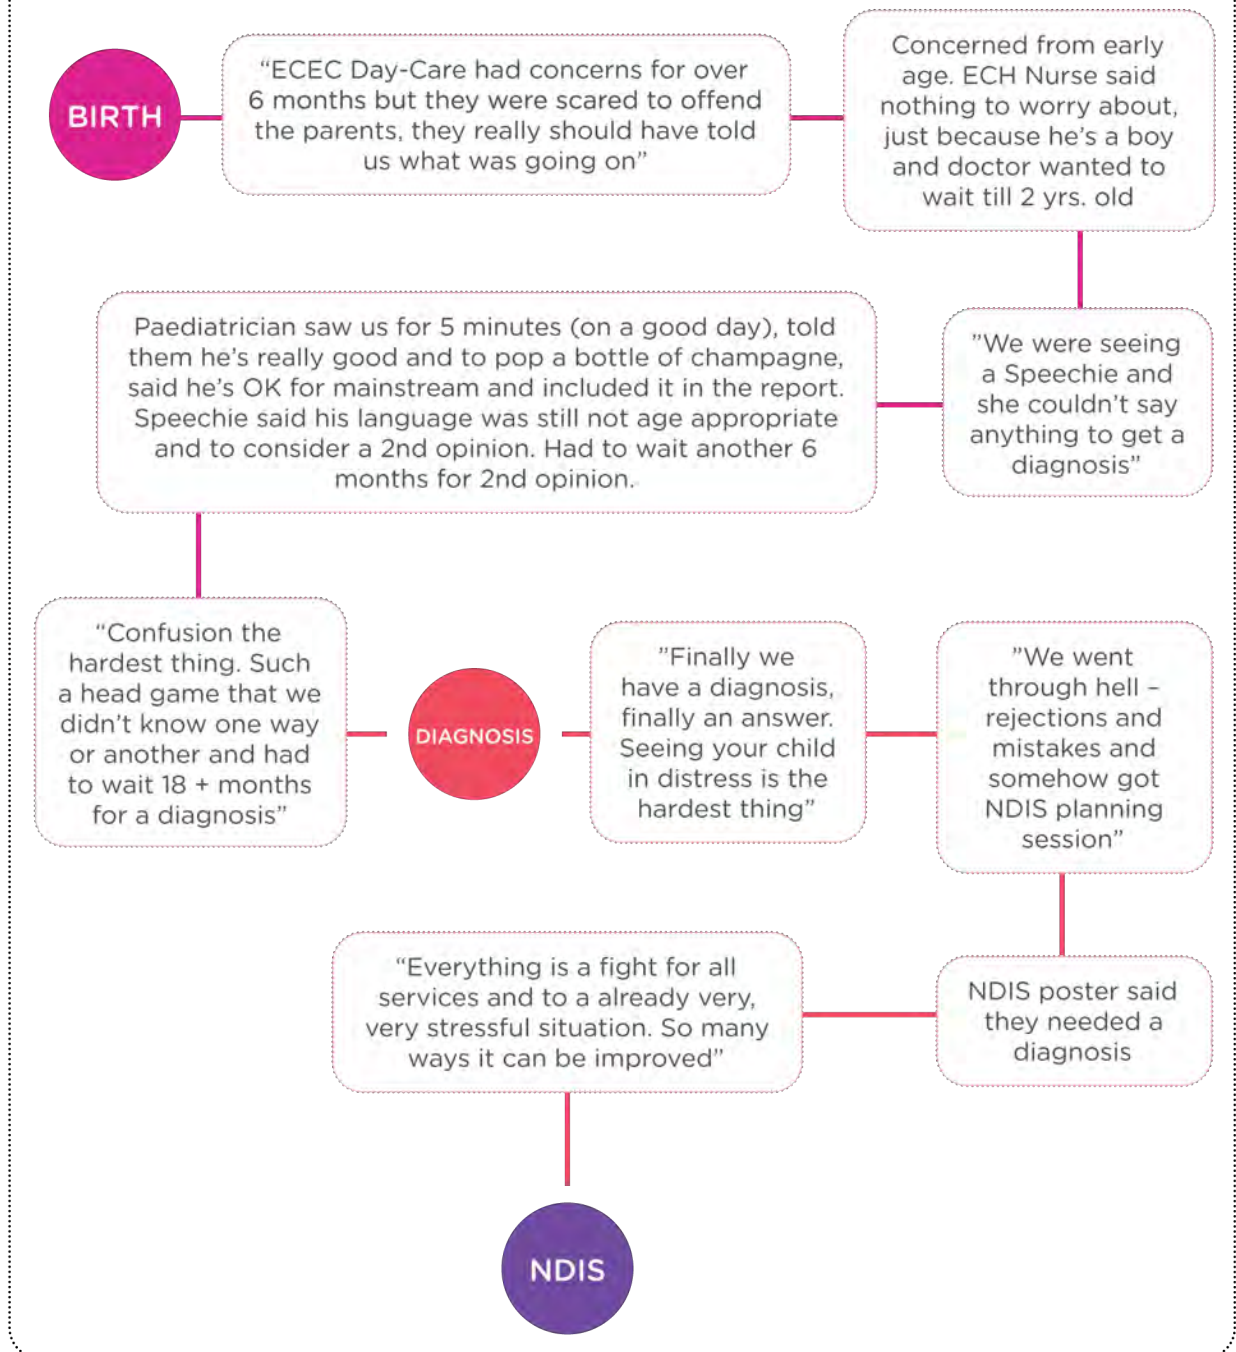 BIRTH
“ECEC Day-Care had concerns for over
6 months but they were scared to offend
the parents, they really should have told
us what was going on”
Concerned from early
age. ECH Nurse said
nothing to worry about,
just because he’s a boy
and doctor wanted to
wait till 2 yrs. old
”We were seeing
a Speechie and
she couldn’t say
anything to get a
diagnosis”
Paediatrician saw us for 5 minutes (on a good day), told
them he’s really good and to pop a bottle of champagne,
said he’s OK for mainstream and included it in the report.
Speechie said his language was still not age appropriate
and to consider a 2nd opinion. Had to wait another 6
months for 2nd opinion.
“Confusion the
hardest thing. Such
a head game that we
didn’t know one way
or another and had
to wait 18 + months
for a diagnosis”
DIAGNOSIS
”Finally we
have a diagnosis,
finally an answer.
Seeing your child
in distress is the
hardest thing”
”We went
through hell –
rejections and
mistakes and
somehow got
NDIS planning
session”
NDIS poster said
they needed a
diagnosis
“Everything is a fight for all
services and to a already very,
very stressful situation. So many
ways it can be improved”
NDIS